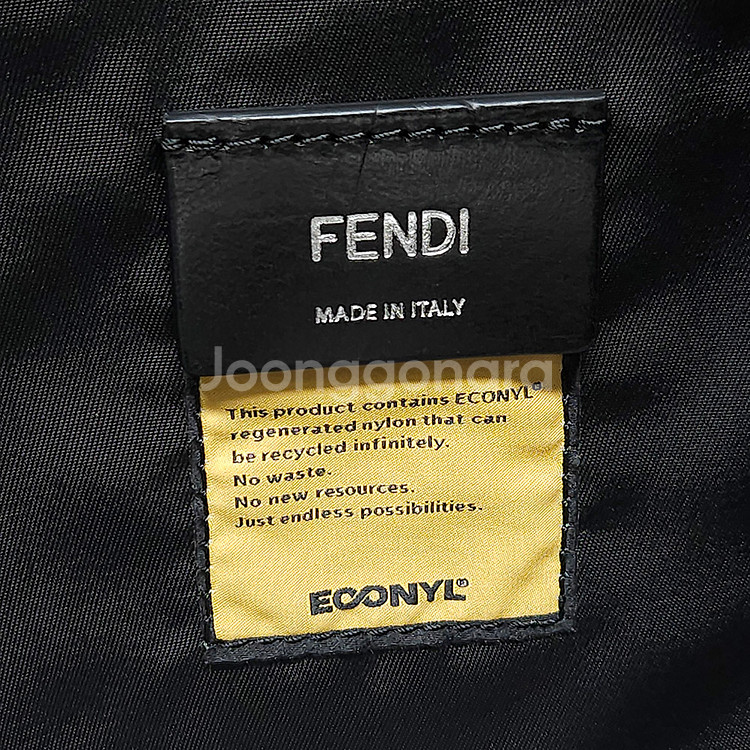 FENDI
MADE IN ITALY
Joonggonara
This product contains ECONYL®
regenerated nylon that can
be recycled infinitely.
No waste.
No new resources.
Just endless possibilities.
ECONYL®